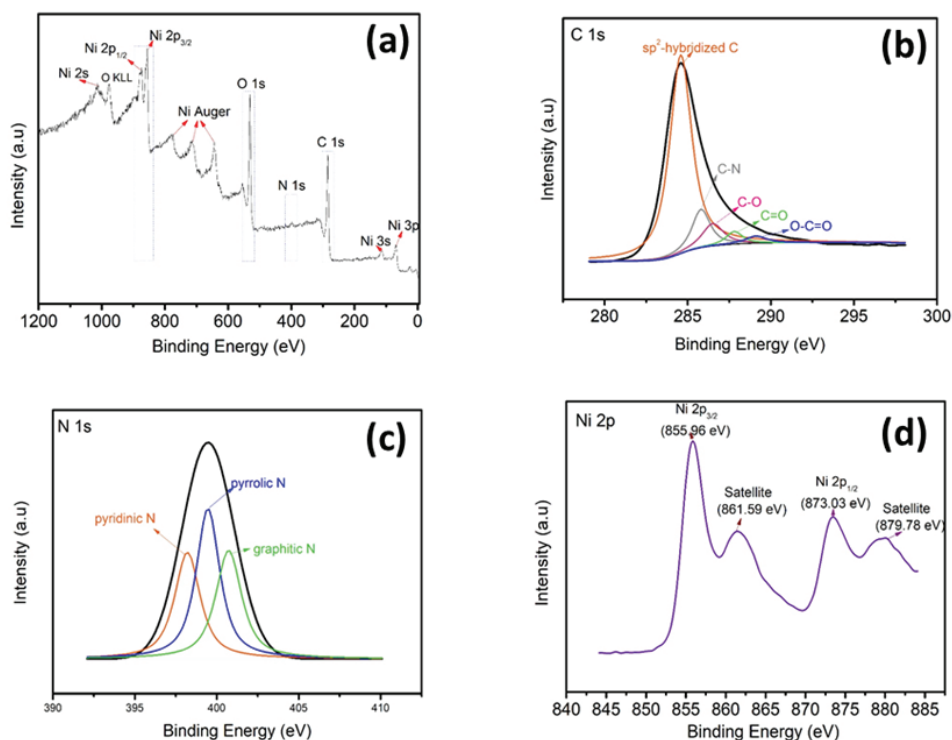 (a)
Ni 2p₃/₂
Ni 2p₁/₂
Ni 2s
O KLL
O 1s
Ni Auger
C 1s
N 1s
Ni 3s
Ni 3p
Intensity (a.u)
1200 1000 800 600 400 200 0
Binding Energy (eV)
C 1s
(b)
sp²-hybridized C
C-N
C-O
C=O
O-C=O
Intensity (a.u)
280 285 290 295 300
Binding Energy (eV)
N 1s
(c)
pyrrolic N
pyridinic N
graphitic N
Intensity (a.u)
390 395 400 405 410
Binding Energy (eV)
Ni 2p
(d)
Ni 2p₃/₂
(855.96 eV)
Satellite
(861.59 eV)
Ni 2p₁/₂
(873.03 eV)
Satellite
(879.78 eV)
Intensity (a.u)
840 845 850 855 860 865 870 875 880 885
Binding Energy (eV)